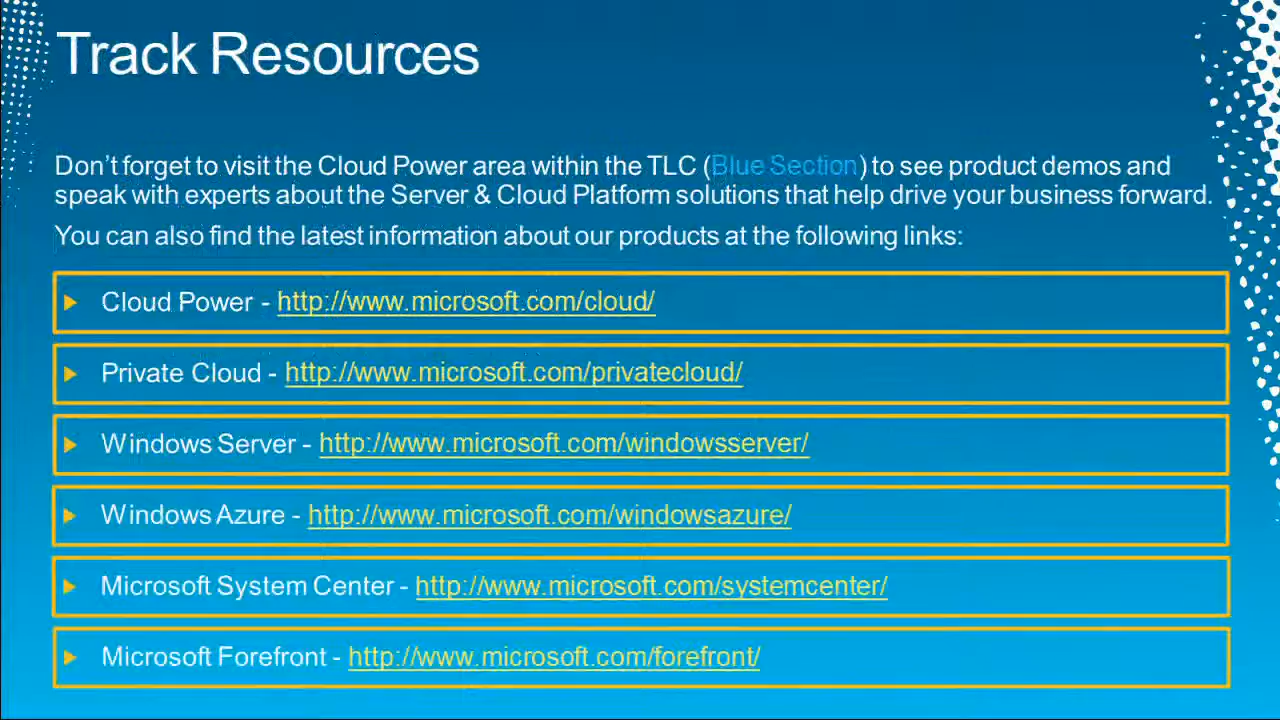 Track Resources
Don't forget to visit the Cloud Power area within the TLC (Blue Section) to see product demos and
speak with experts about the Server & Cloud Platform solutions that help drive your business forward.
You can also find the latest information about our products at the following links:
Cloud Power - http://www.microsoft.com/cloud/
Private Cloud - http://www.microsoft.com/privatecloud/
Windows Server - http://www.microsoft.com/windowsserver/
Windows Azure - http://www.microsoft.com/windowsazure/
Microsoft System Center - http://www.microsoft.com/systemcenter/
Microsoft Forefront - http://www.microsoft.com/forefront/